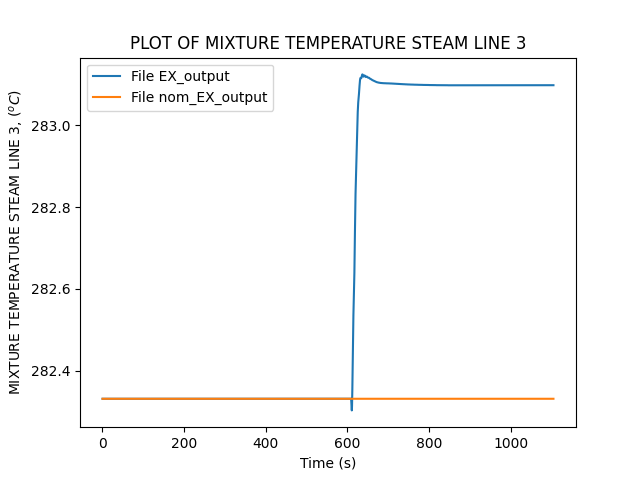 PLOT OF MIXTURE TEMPERATURE STEAM LINE 3
File EX_output
File nom_EX_output
MIXTURE TEMPERATURE STEAM LINE 3, (°C)
283.0
282.8
282.6
282.4
0 200 400 600 800 1000
Time (s)